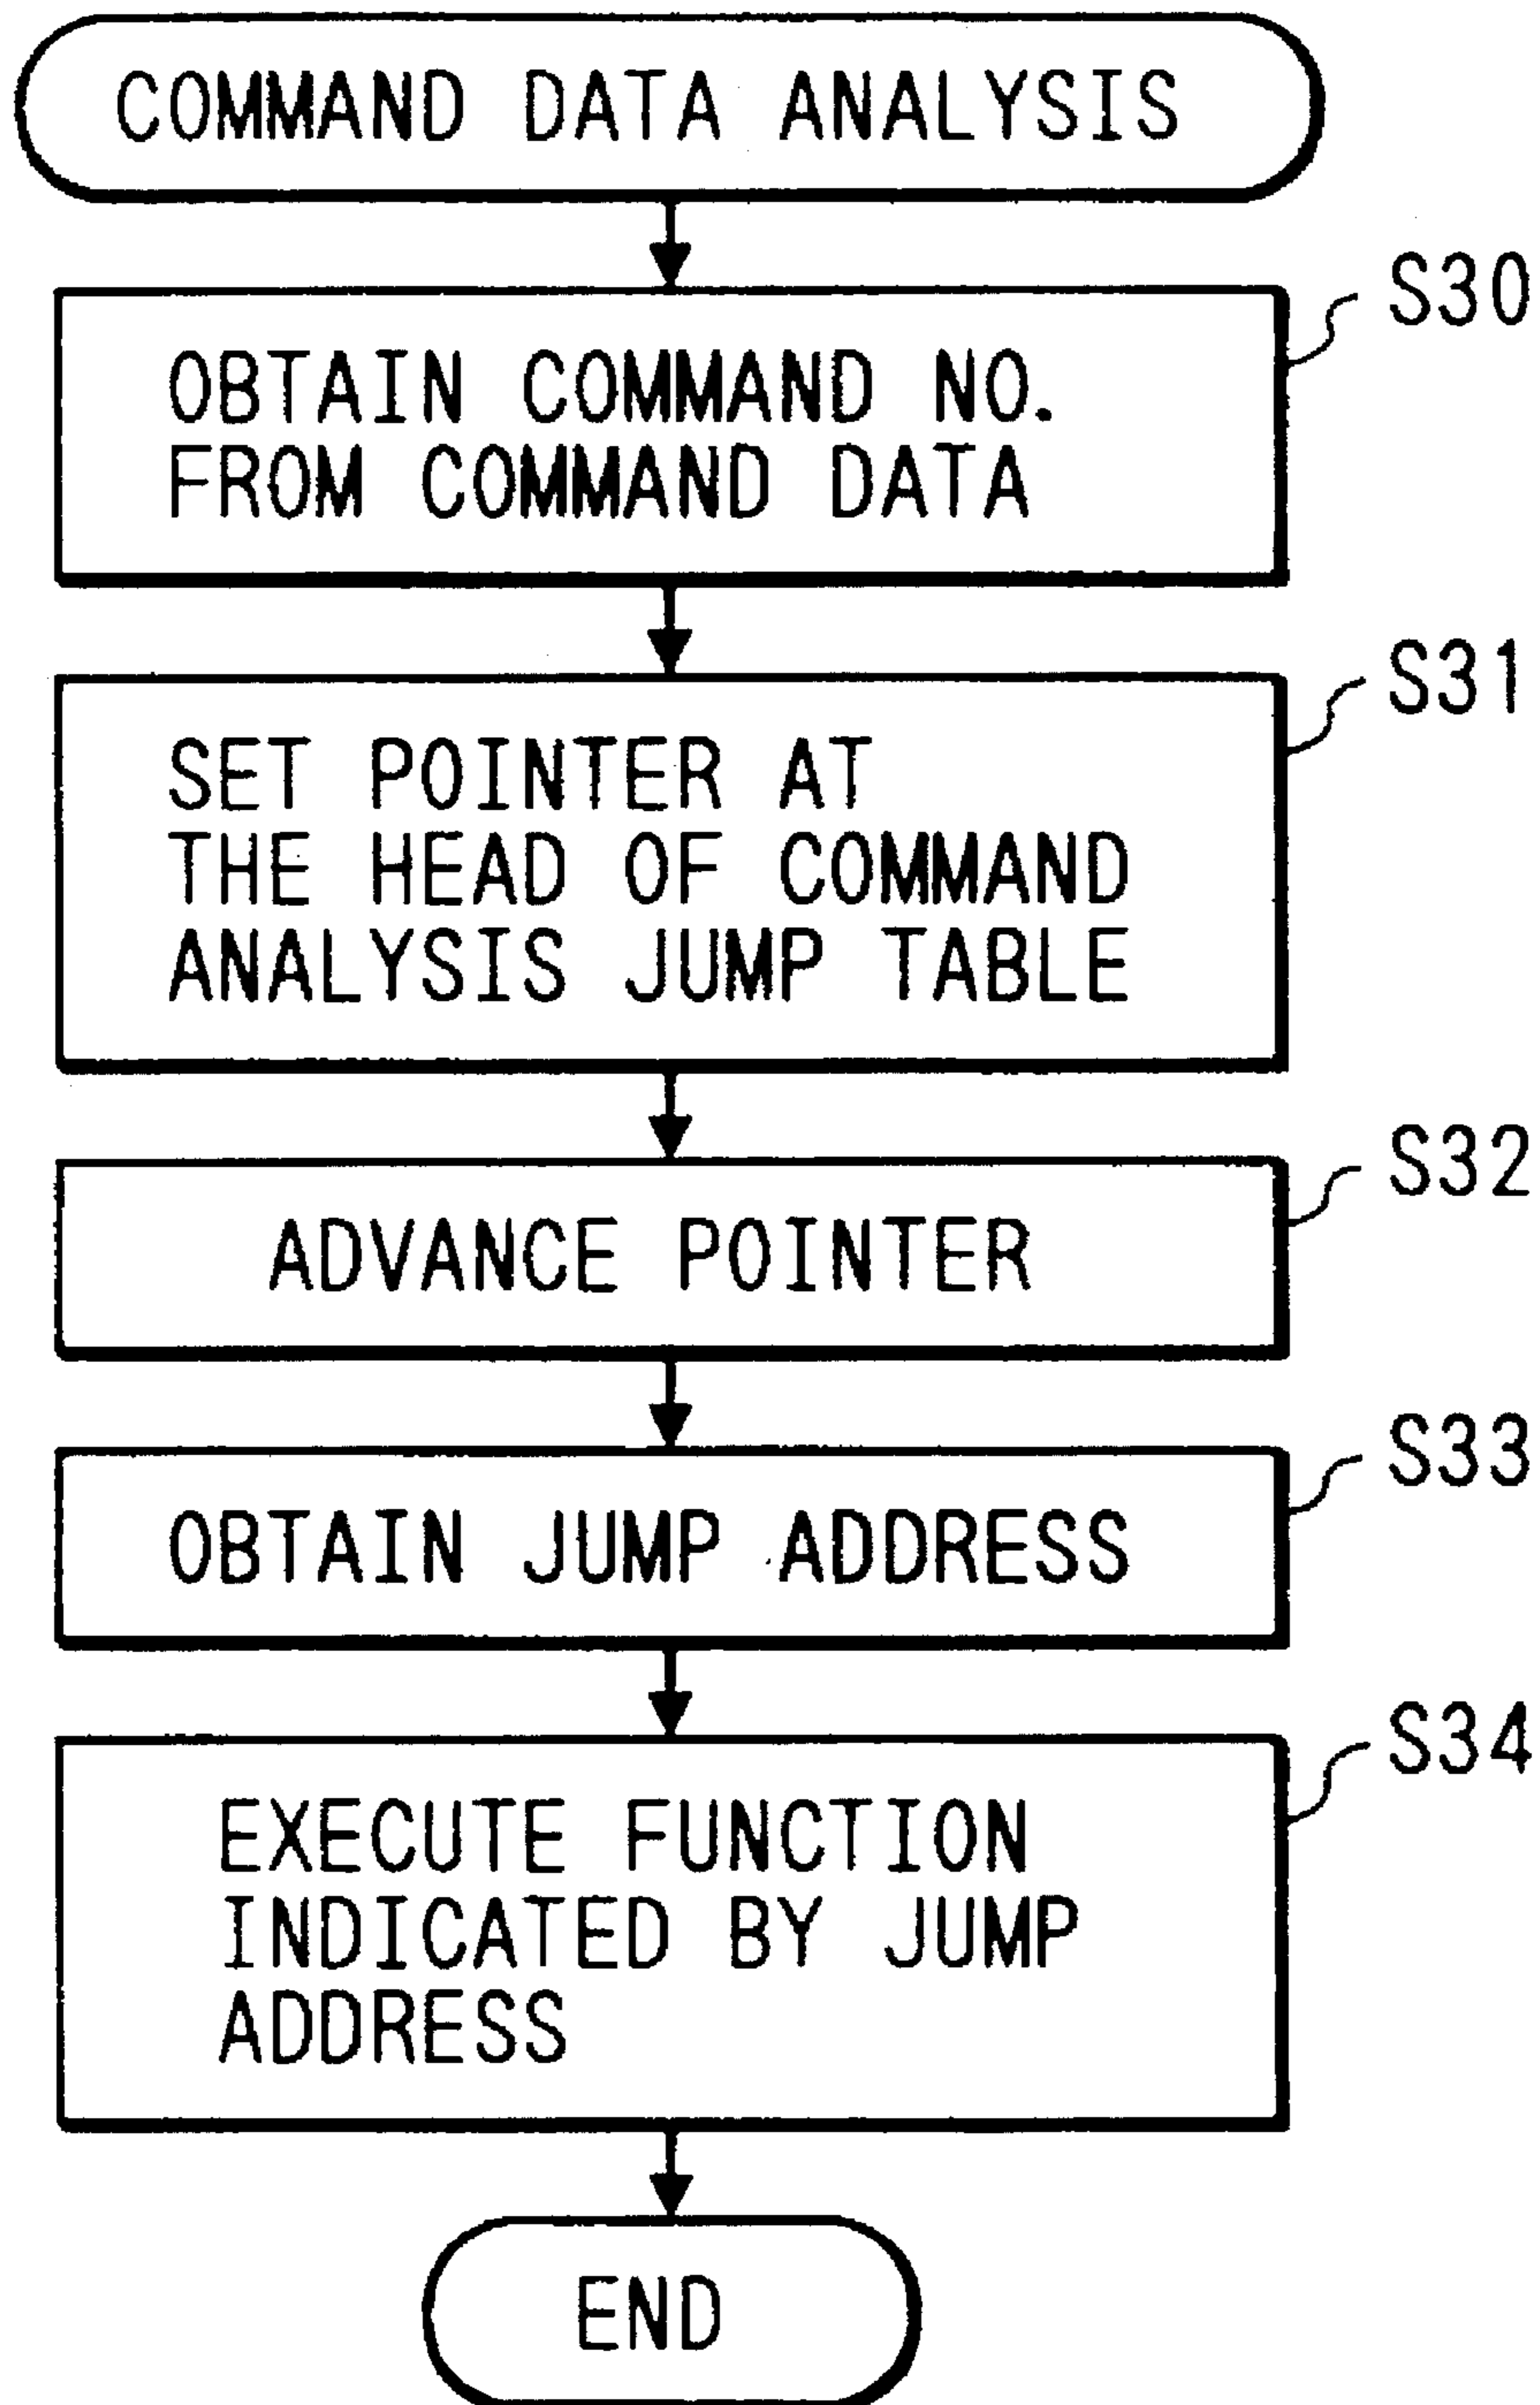 COMMAND DATA ANALYSIS
S30
OBTAIN COMMAND NO.
FROM COMMAND DATA
S31
SET POINTER AT
THE HEAD OF COMMAND
ANALYSIS JUMP TABLE
S32
ADVANCE POINTER
S33
OBTAIN JUMP ADDRESS
S34
EXECUTE FUNCTION
INDICATED BY JUMP
ADDRESS
END